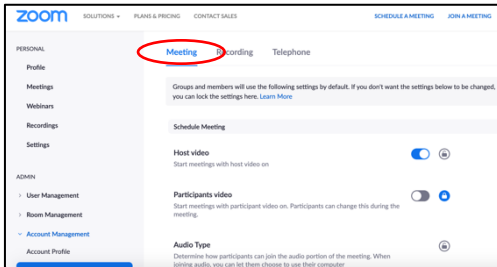 zoom SOLUTIONS PLANS & PRICING CONTACT SALES SCHEDULE A MEETING JOIN A MEETING
PERSONAL
Profile
Meetings
Webinars
Recordings
Settings
ADMIN
User Management
Room Management
Account Management
Account Profile
Meeting Recording Telephone
Groups and members will use the following settings by default. If you don't want the settings below to be changed,
you can lock the settings here. Learn More
Schedule Meeting
Host video
Start meetings with host video on
Participants video
Start meetings with participant video on. Participants can change this during the
meeting.
Audio Type
Determine how participants can join the audio portion of the meeting. When
joining audio, you can let them choose to use their computer